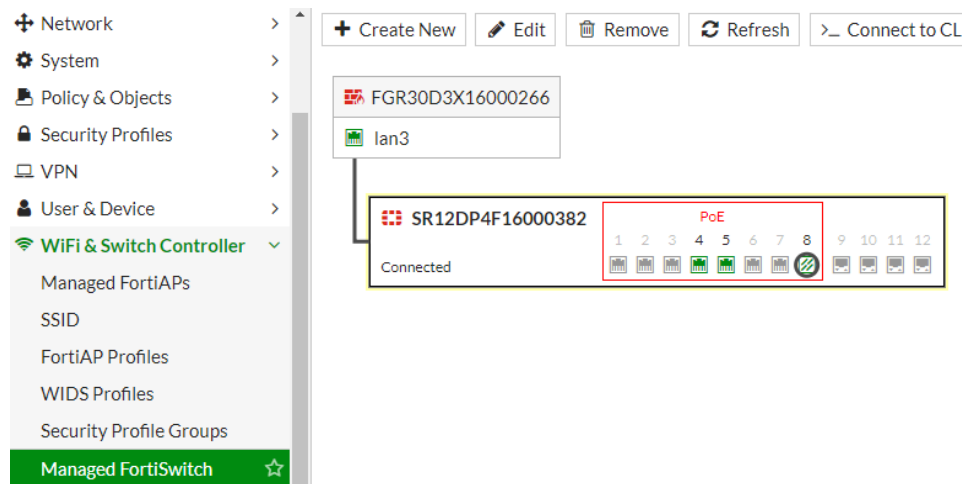 Network
System
Policy & Objects
Security Profiles
VPN
User & Device
WiFi & Switch Controller
Managed FortiAPs
SSID
FortiAP Profiles
WIDS Profiles
Security Profile Groups
Managed FortiSwitch
Create New Edit Remove Refresh >_ Connect to CL
FGR30D3X16000266
lan3
SR12DP4F16000382 PoE
1 2 3 4 5 6 7 8 9 10 11 12
Connected